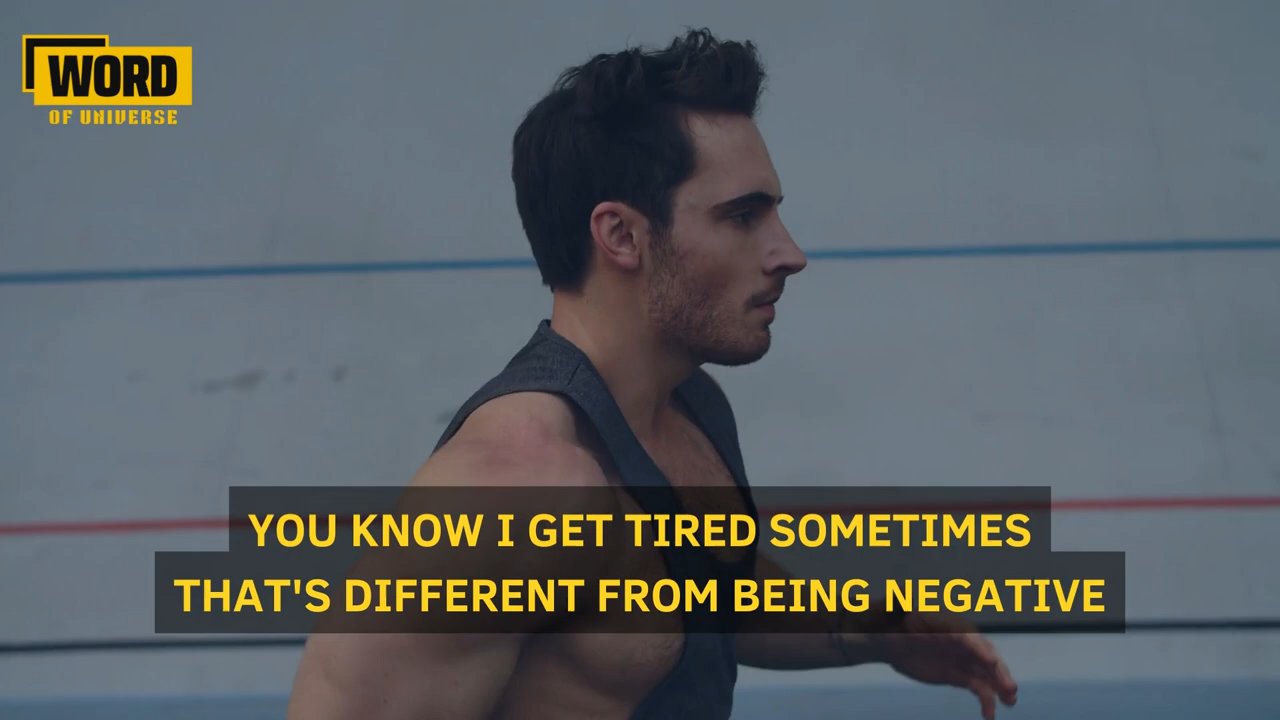 WORD
OF UNIVERSE
YOU KNOW I GET TIRED SOMETIMES
THAT'S DIFFERENT FROM BEING NEGATIVE